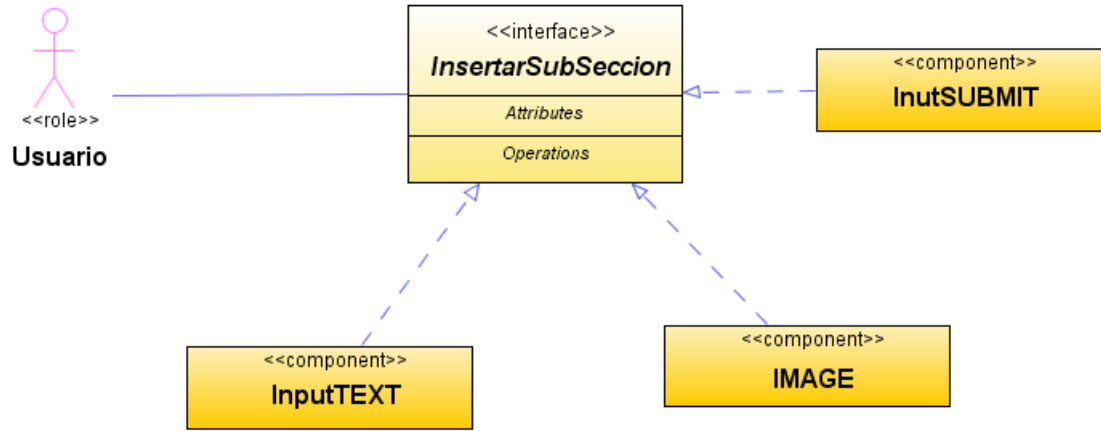 <<interface>>
InsertarSubSeccion
Attributes
Operations
<<component>>
InutSUBMIT
<<role>>
Usuario
<<component>>
InputTEXT
<<component>>
IMAGE